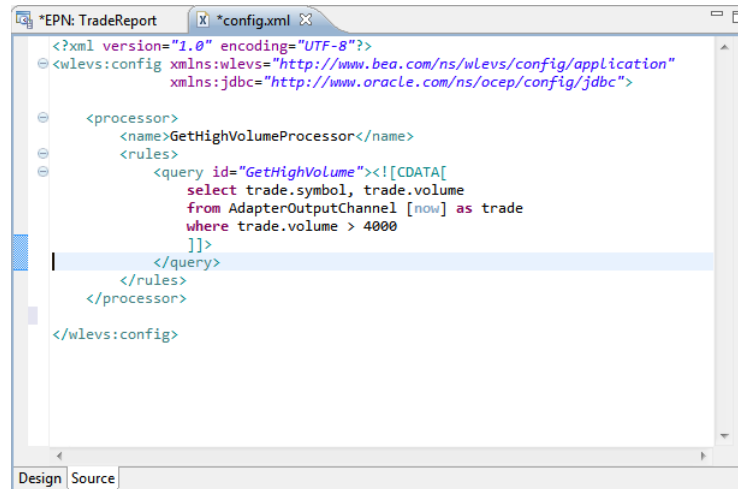 *EPN: TradeReport *config.xml
<?xml version="1.0" encoding="UTF-8"?>
<wlevs:config xmlns:wlevs="http://www.bea.com/ns/wlevs/config/application"
xmlns:jdbc="http://www.oracle.com/ns/ocep/config/jdbc">
<processor>
<name>GetHighVolumeProcessor</name>
<rules>
<query id="GetHighVolume"><![CDATA[
select trade.symbol, trade.volume
from AdapterOutputChannel [now] as trade
where trade.volume > 4000
]]>
</query>
</rules>
</processor>
</wlevs:config>
Design Source